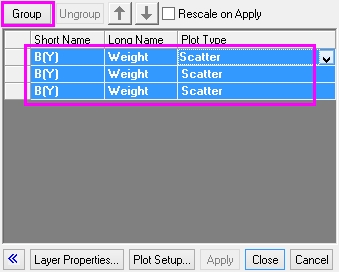 Group Ungroup Rescale on Apply
Short Name Long Name Plot Type
B(Y) Weight Scatter
B(Y) Weight Scatter
B(Y) Weight Scatter
Layer Properties... Plot Setup... Apply Close Cancel